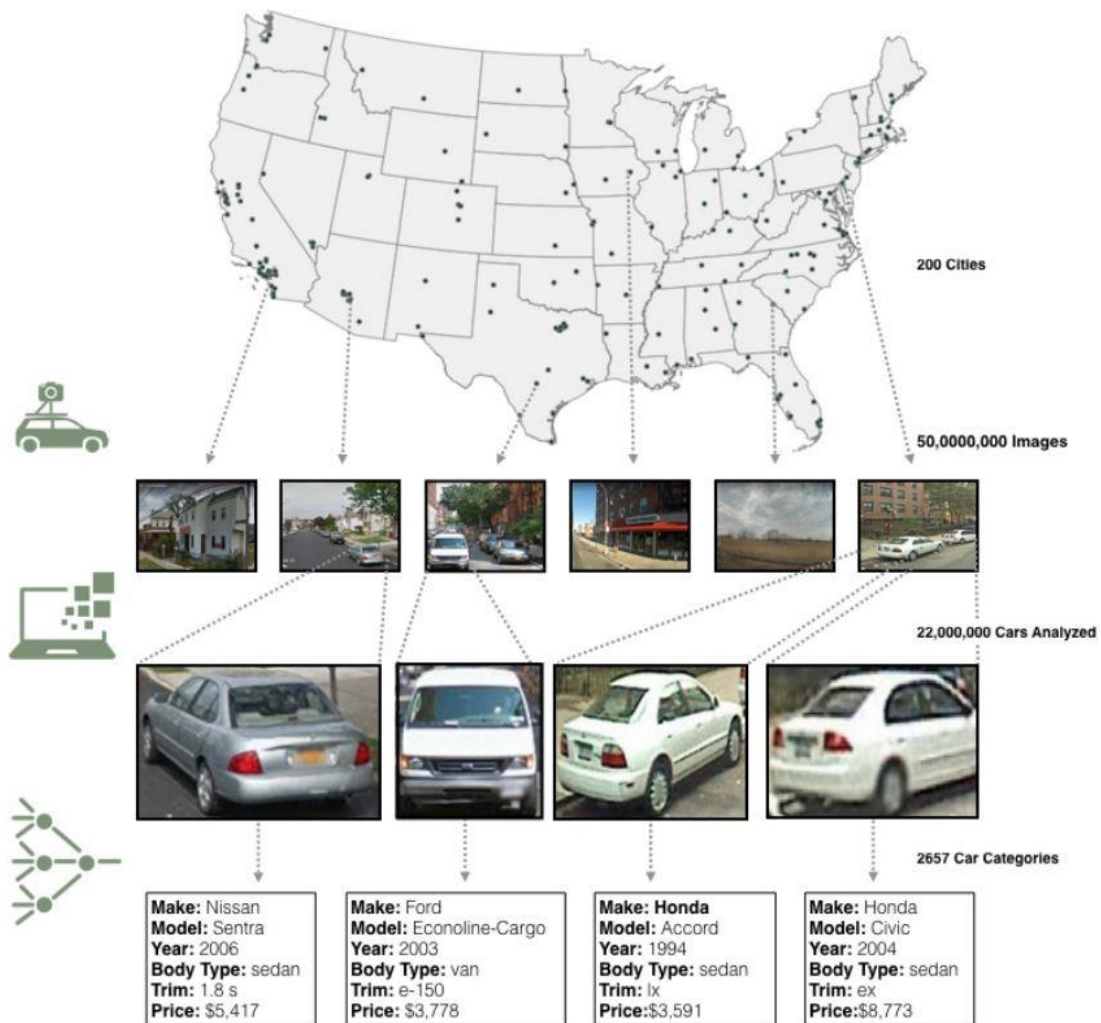 200 Cities
50,0000,000 Images
22,000,000 Cars Analyzed
2657 Car Categories
Make: Nissan
Model: Sentra
Year: 2006
Body Type: sedan
Trim: 1.8 s
Price: $5,417
Make: Ford
Model: Econoline-Cargo
Year: 2003
Body Type: van
Trim: e-150
Price: $3,778
Make: Honda
Model: Accord
Year: 1994
Body Type: sedan
Trim: lx
Price:$3,591
Make: Honda
Model: Civic
Year: 2004
Body Type: sedan
Trim: ex
Price:$8,773